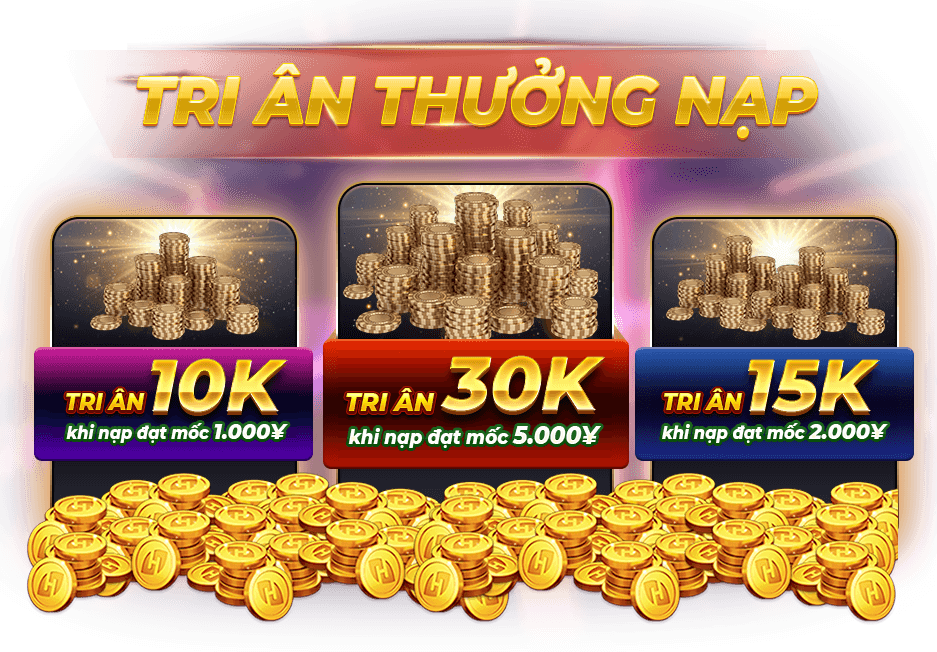 TRI ÂN THƯỞNG NẠP
TRI ÂN 10K
khi nạp đạt mốc 1.000¥
TRI ÂN 30K
khi nạp đạt mốc 5.000¥
TRI ÂN 15K
khi nạp đạt mốc 2.000¥